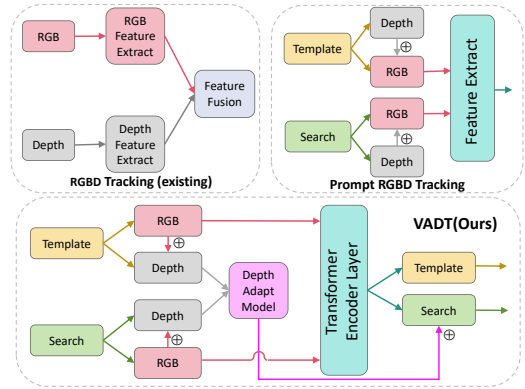 RGB
RGB
Feature
Extract
Feature
Fusion
Depth
Depth
Feature
Extract
RGBD Tracking (existing)
Template
Depth
RGB
Search
RGB
Depth
Feature Extract
Prompt RGBD Tracking
VADT(Ours)
Template
RGB
Depth
Search
Depth
RGB
Depth
Adapt
Model
Transformer
Encoder Layer
Template
Search